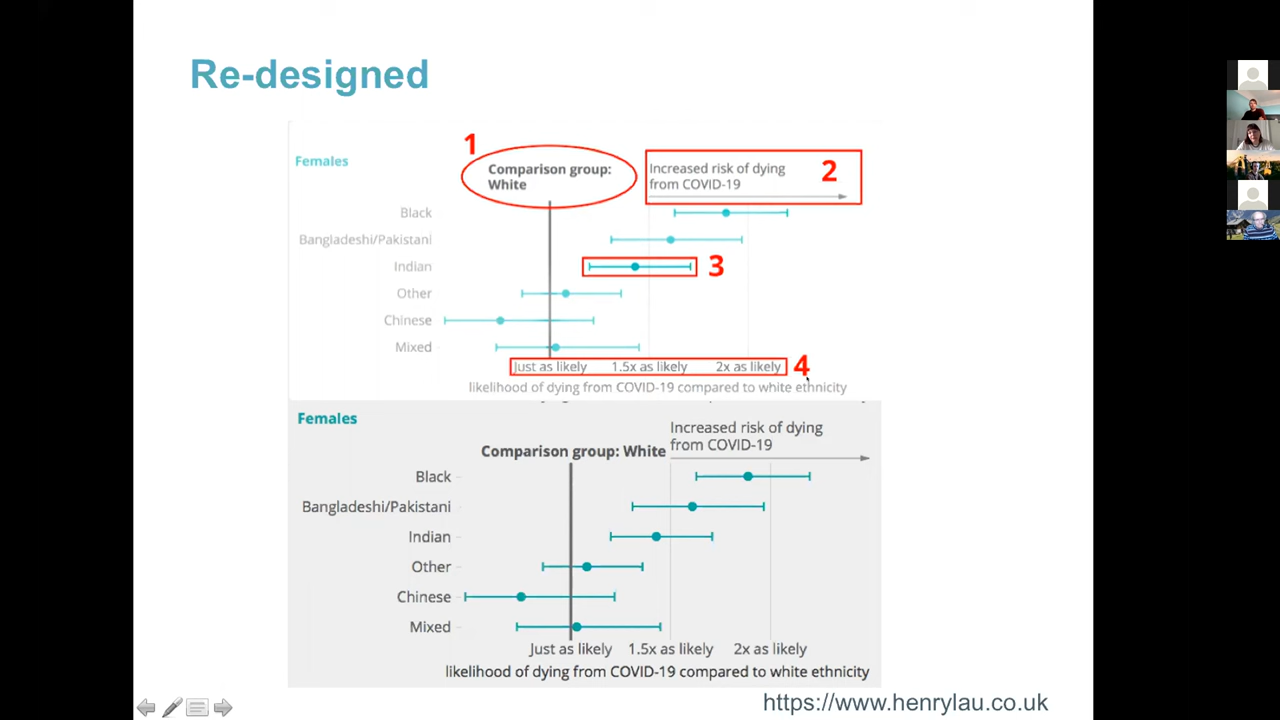 Re-designed
1
Females
Comparison group:
White
Increased risk of dying
from COVID-19
2
Black
Bangladeshi/Pakistani
Indian
3
Other
Chinese
Mixed
Just as likely 1.5x as likely 2x as likely
4
likelihood of dying from COVID-19 compared to white ethnicity
Females
Increased risk of dying
from COVID-19
Comparison group: White
Black
Bangladeshi/Pakistani
Indian
Other
Chinese
Mixed
Just as likely 1.5x as likely 2x as likely
likelihood of dying from COVID-19 compared to white ethnicity
https://www.henrylau.co.uk